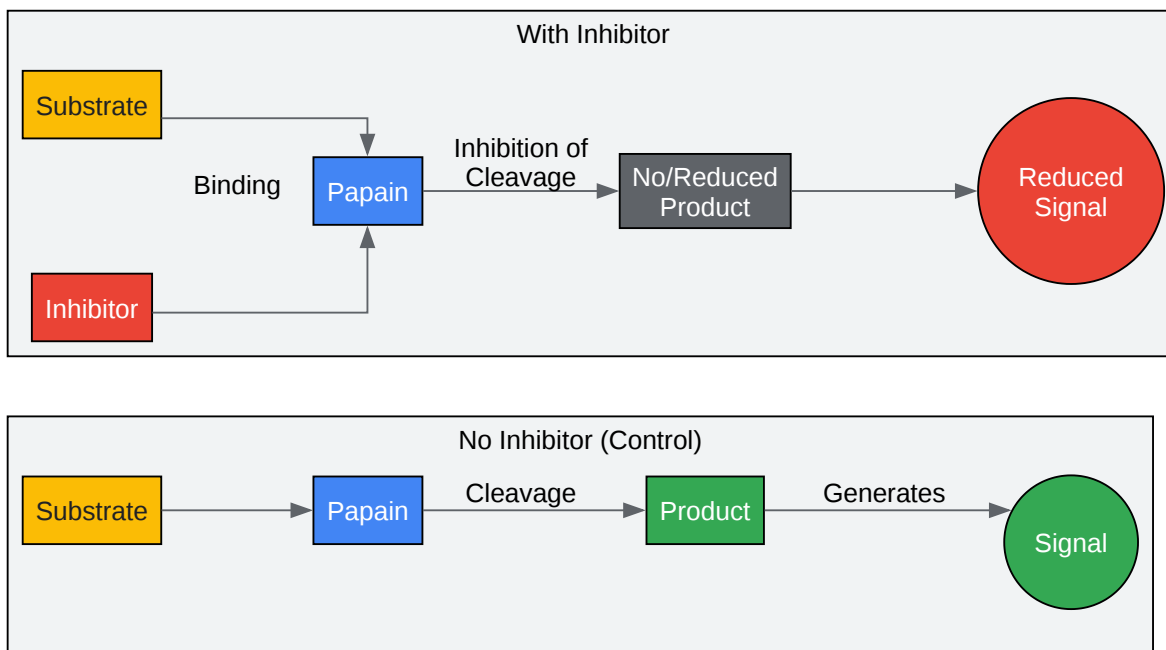 With Inhibitor
Substrate
Binding
Papain
Inhibition of
Cleavage
No/Reduced
Product
Reduced
Signal
Inhibitor
No Inhibitor (Control)
Substrate
Papain
Cleavage
Product
Generates
Signal